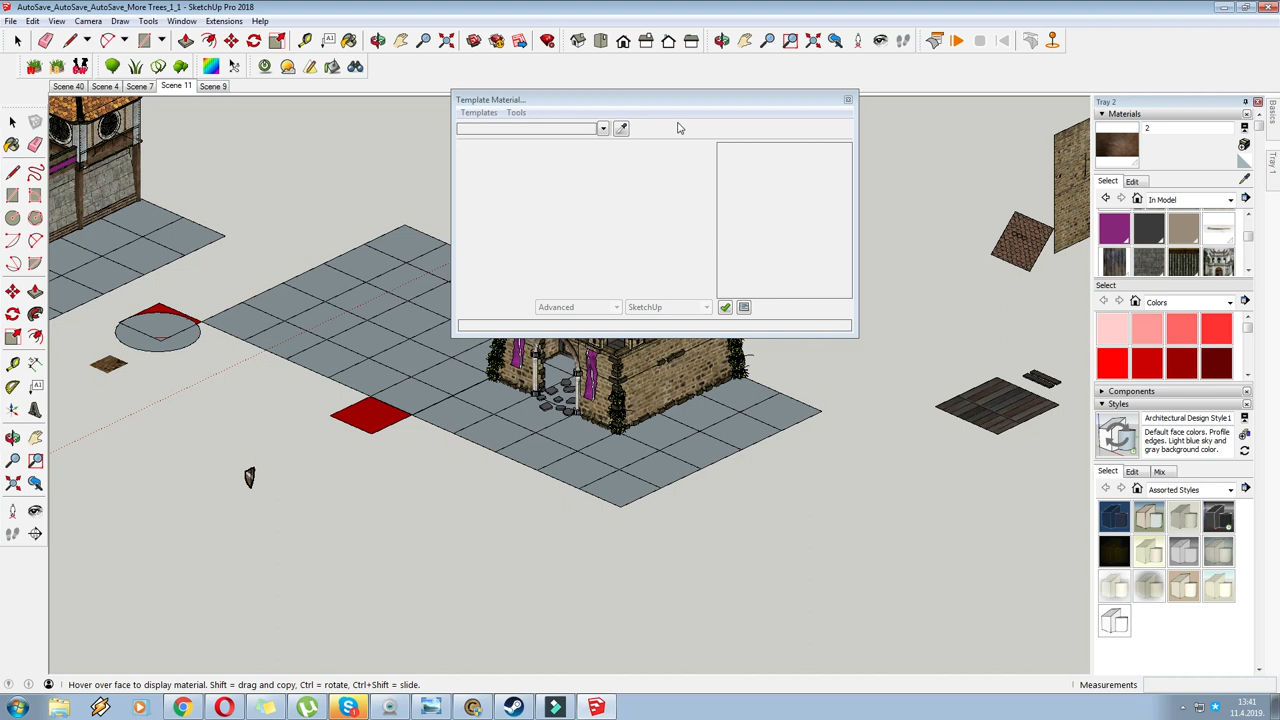 AutoSave_AutoSave_AutoSave_More Trees_1_1 - SketchUp Pro 2018
File Edit View Camera Draw Tools Window Templates Extensions Help
Scene 40 Scene 4 Scene 7 Scene 11 Scene 9
Template Material...
Templates Tools
Advanced SketchUp
Tray 2
Materials
2
Select Edit
In Model
Select
Colors
Components
Styles
Architectural Design Style1
Default face colors. Profile
edges. Light blue sky and
gray background color.
Select Edit Mix
Assorted Styles
Basics
Tray 1
Hover over face to display material. Shift = drag and copy, Ctrl = rotate, Ctrl+Shift = slide.
Measurements
13:41
11.4.2019.